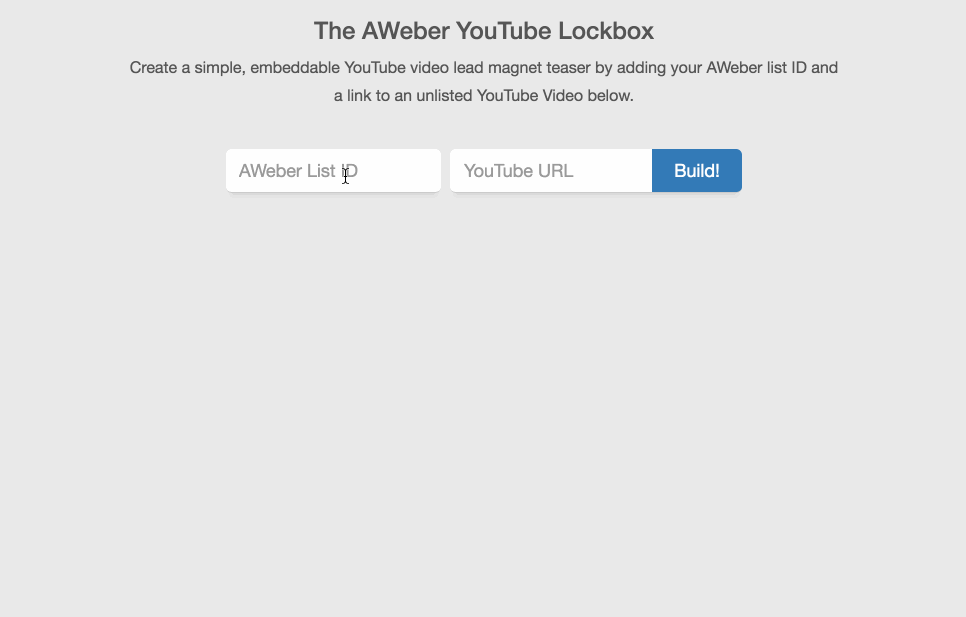 The AWeber YouTube Lockbox
Create a simple, embeddable YouTube video lead magnet teaser by adding your AWeber list ID and
a link to an unlisted YouTube Video below.
AWeber List ID YouTube URL Build!